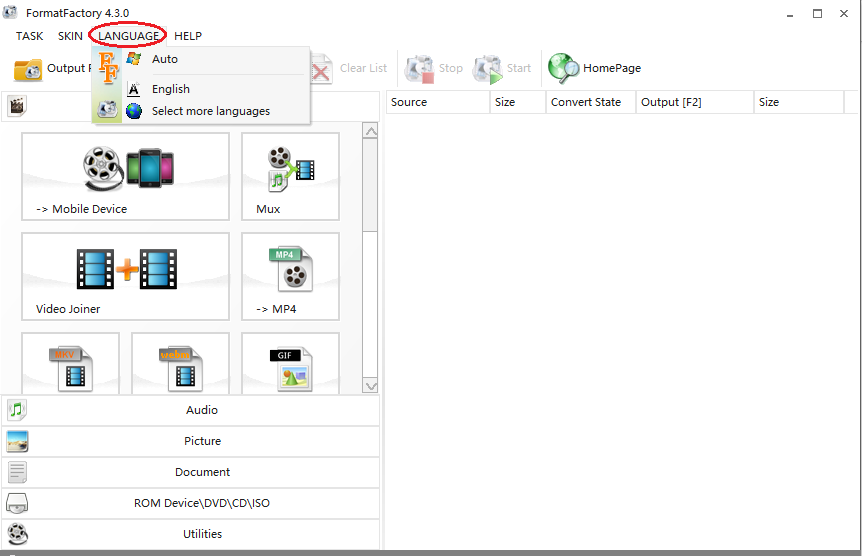 FormatFactory 4.3.0
TASK SKIN LANGUAGE HELP
Output Clear List Stop Start HomePage
Auto
English
Select more languages
Source Size Convert State Output [F2] Size
-> Mobile Device
Mux
Video Joiner
MP4
-> MP4
MKV
webm
GIF
Audio
Picture
Document
ROM Device\DVD\CD\ISO
Utilities